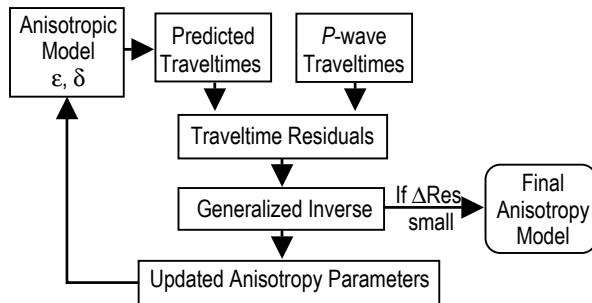 Anisotropic
Model
ε, δ
Predicted
Traveltimes
P-wave
Traveltimes
Traveltime Residuals
Generalized Inverse
If ΔRes
small
Final
Anisotropy
Model
Updated Anisotropy Parameters